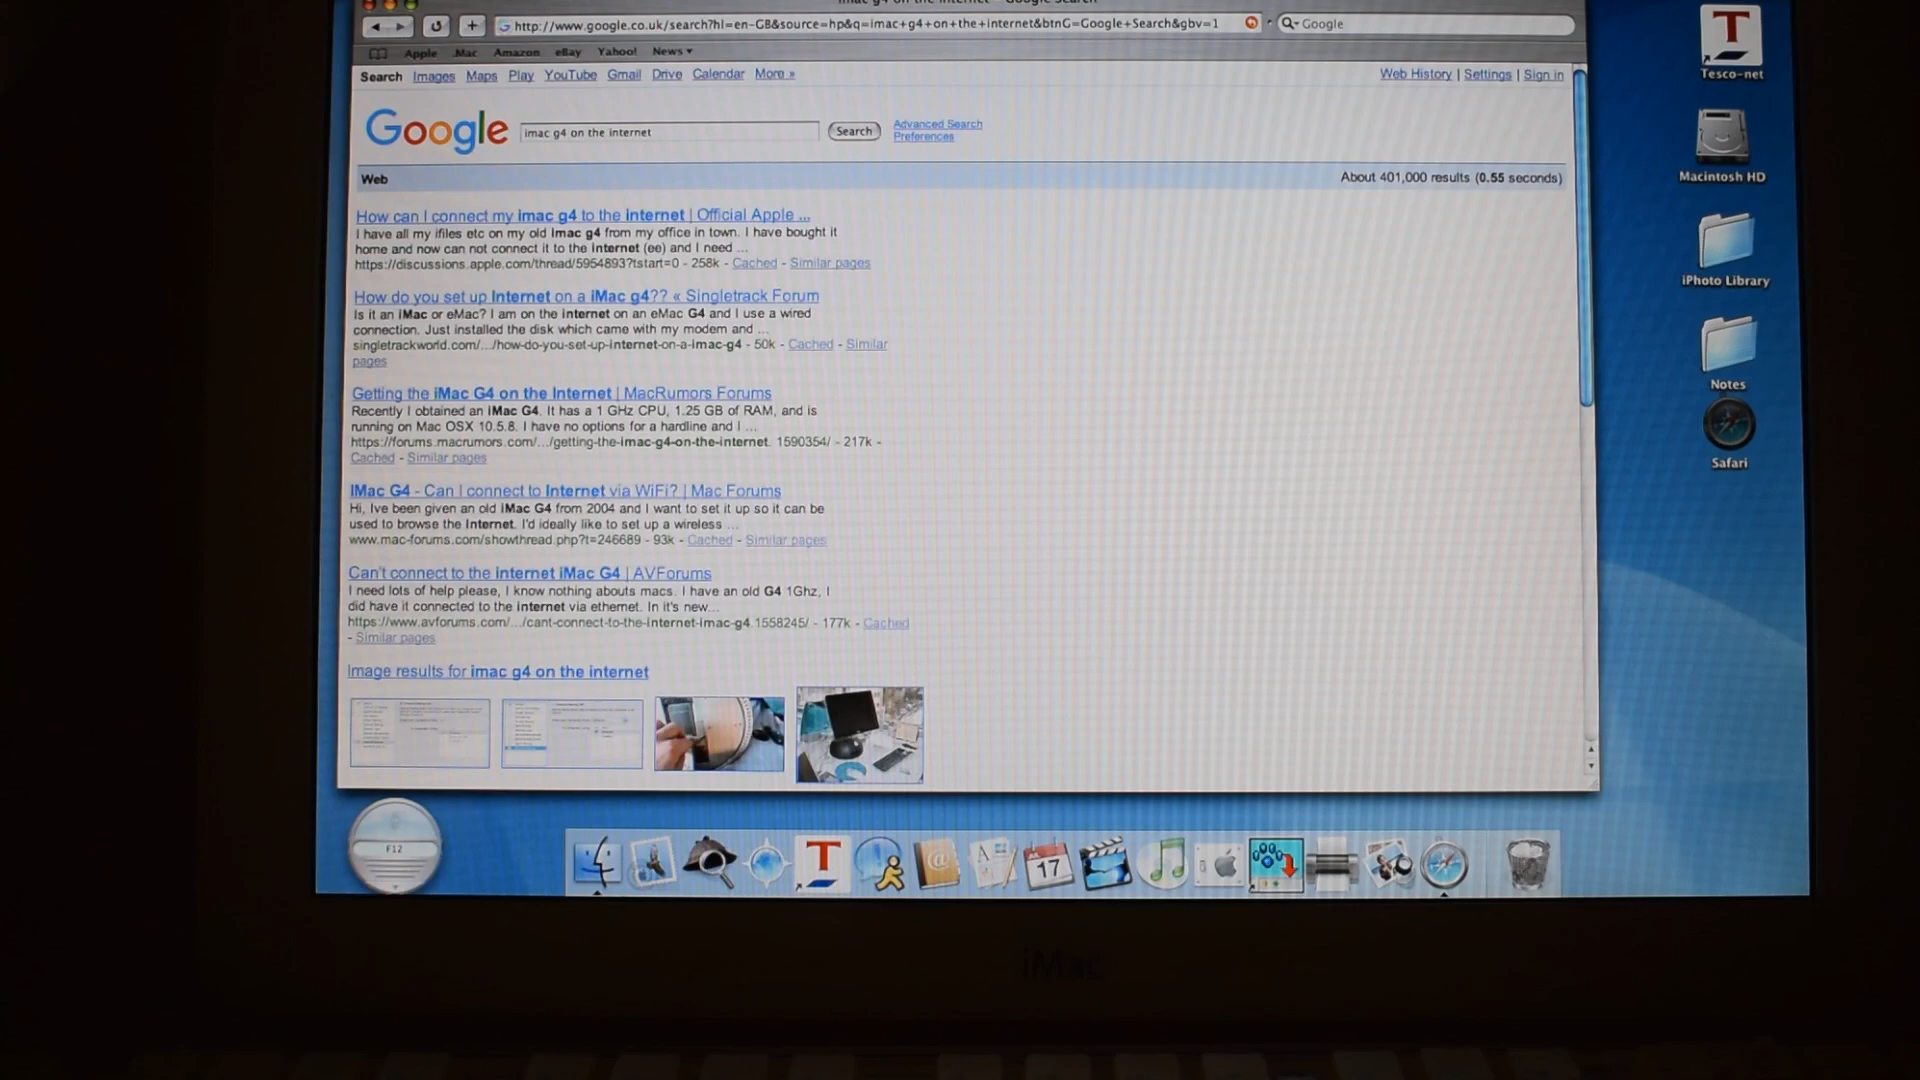 http://www.google.co.uk/search?hl=en-GB&source=hp&q=imac+g4+on+the+internet&btnG=Google+Search&gbv=1
Google
Apple Mac Amazon eBay Yahoo! News
Search Images Maps Play YouTube Gmail Drive Calendar More »
Web History | Settings | Sign in
Google
imac g4 on the internet
Search
Advanced Search
Preferences
Web
About 401,000 results (0.55 seconds)
How can I connect my imac g4 to the internet | Official Apple ...
I have all my ifiles etc on my old Imac g4 from my office in town. I have bought it
home and now can not connect it to the Internet (ee) and I need ...
https://discussions.apple.com/thread/5954893?tstart=0 - 258k - Cached - Similar pages
How do you set up Internet on a iMac g4?? « Singletrack Forum
Is it an iMac or eMac? I am on the Internet on an eMac G4 and I use a wired
connection. Just installed the disk which came with my modem and ...
singletrackworld.com/.../how-do-you-set-up-internet-on-a-imac-g4 - 50k - Cached - Similar
pages
Getting the iMac G4 on the Internet | MacRumors Forums
Recently I obtained an iMac G4. It has a 1 GHz CPU, 1.25 GB of RAM, and is
running on Mac OSX 10.5.8. I have no options for a hardline and I ...
https://forums.macrumors.com/.../getting-the-imac-g4-on-the-internet.1590354/ - 217k -
Cached - Similar pages
IMac G4 - Can I connect to Internet via WiFi? | Mac Forums
Hi, Ive been given an old iMac G4 from 2004 and I want to set it up so it can be
used to browse the Internet. I'd ideally like to set up a wireless ...
www.mac-forums.com/showthread.php?t=246689 - 93k - Cached - Similar pages
Can't connect to the internet iMac G4 | AVForums
I need lots of help please, I know nothing abouts macs. I have an old G4 1Ghz, I
did have it connected to the internet via ethernet. In it's new...
https://www.avforums.com/.../cant-connect-to-the-internet-imac-g4.1558245/ - 177k - Cached
- Similar pages
Image results for imac g4 on the internet
T
Tesco-net
Macintosh HD
iPhoto Library
Notes
Safari
F12
T
JUL
17
iMac